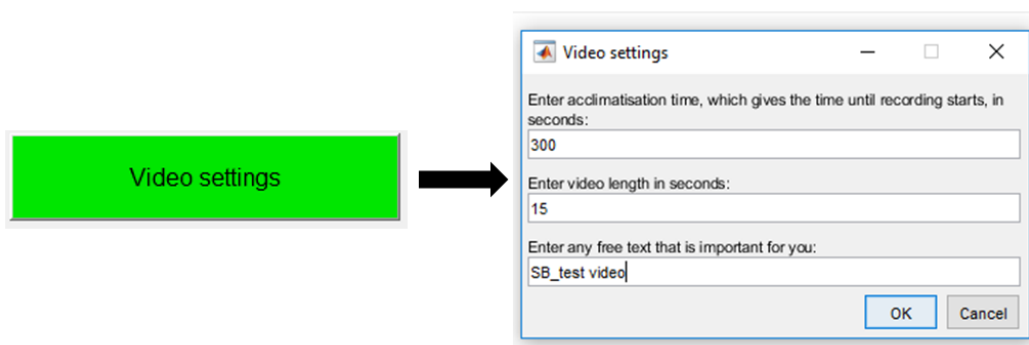 Video settings
Video settings
Enter acclimatisation time, which gives the time until recording starts, in
seconds:
300
Enter video length in seconds:
15
Enter any free text that is important for you:
SB_test video
OK
Cancel